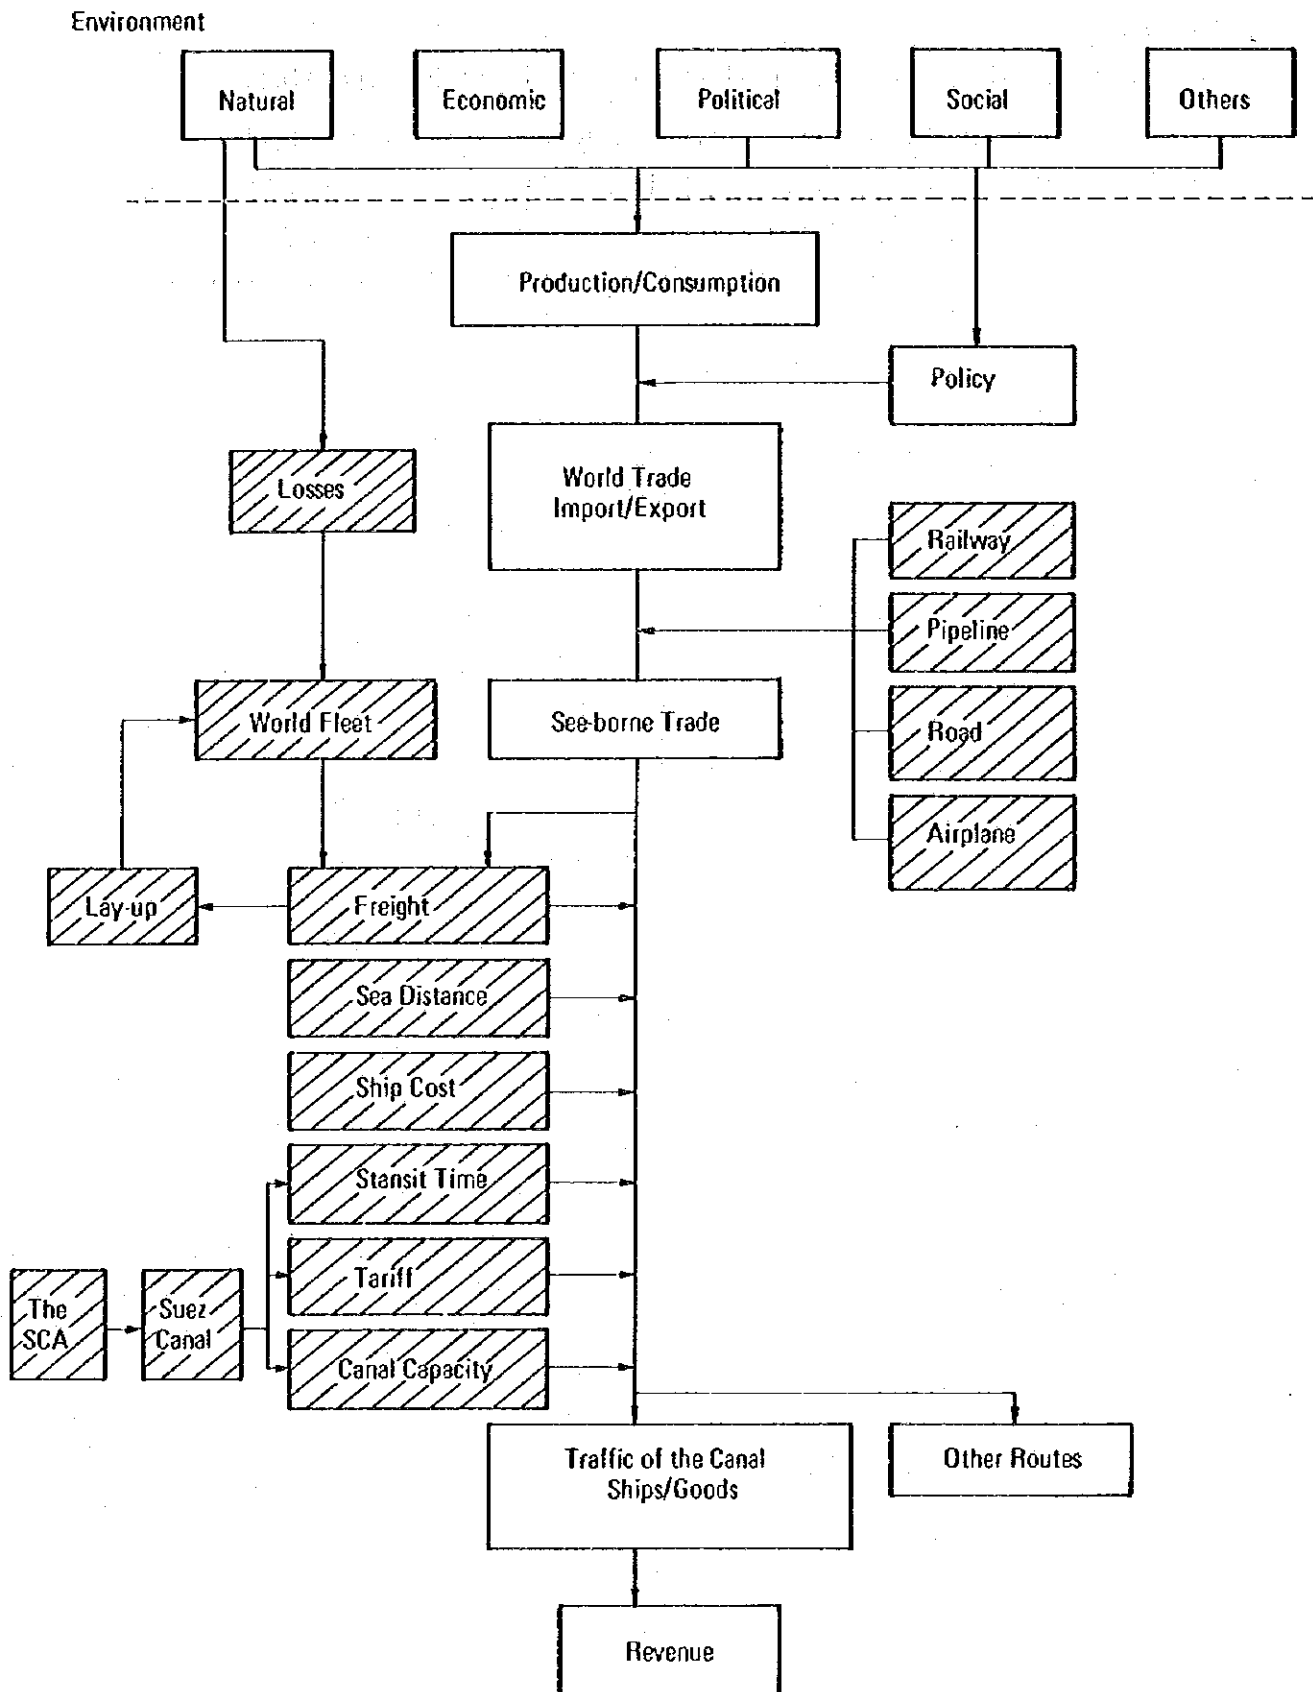 Environment
Natural
Economic
Political
Social
Others
Production/Consumption
Policy
World Trade
Import/Export
Losses
Railway
Pipeline
World Fleet
See-borne Trade
Road
Airplane
Lay-up
Freight
Sea Distance
Ship Cost
Stansit Time
Tariff
The
SCA
Suez
Canal
Canal Capacity
Traffic of the Canal
Ships/Goods
Other Routes
Revenue